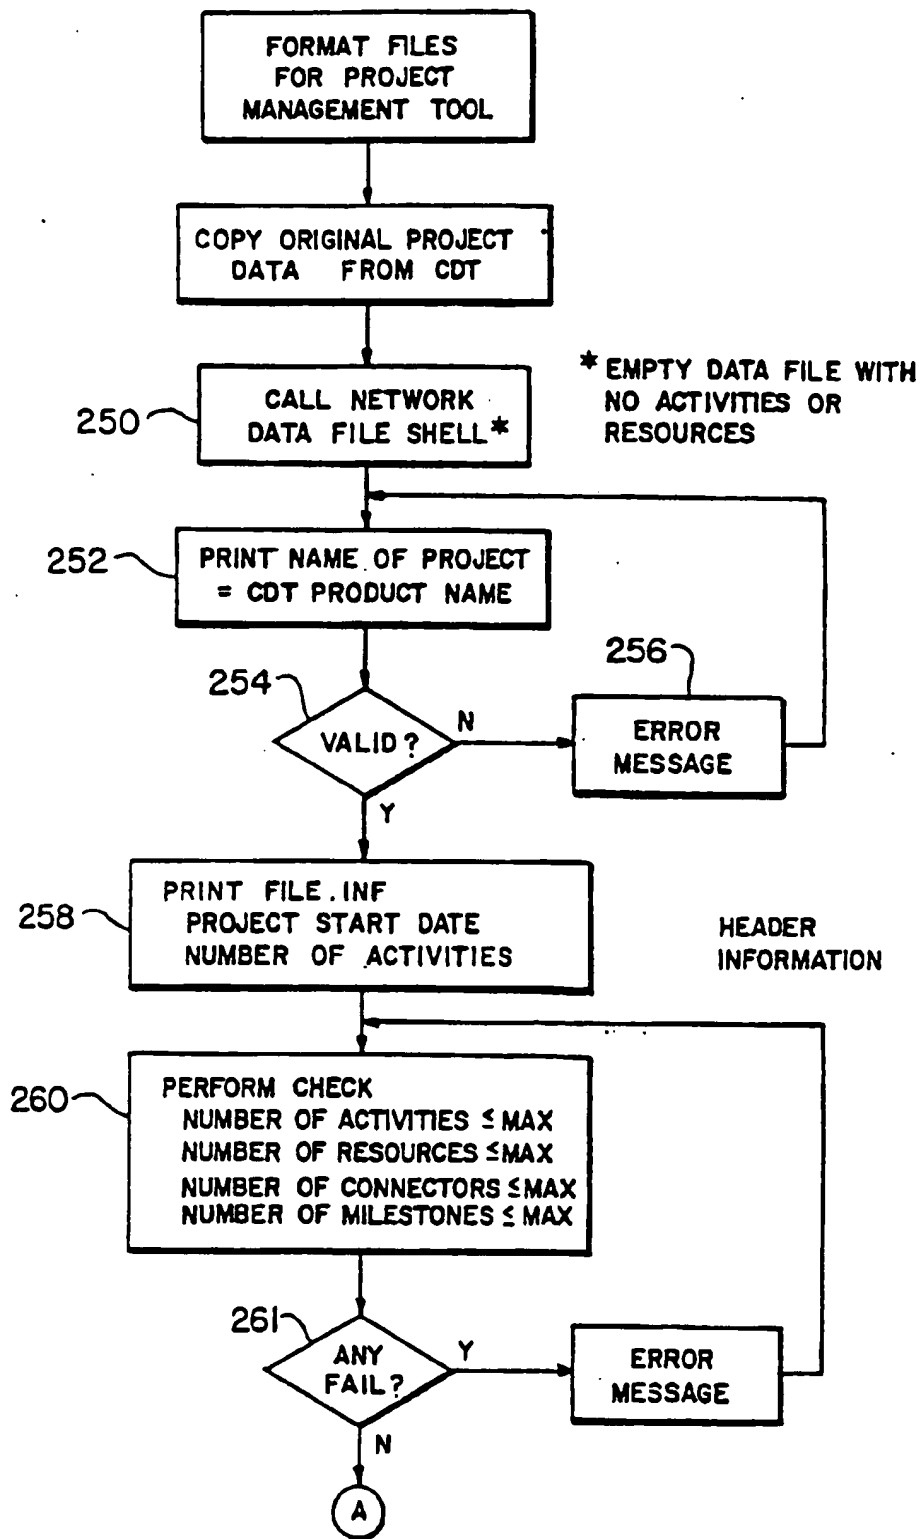 FORMAT FILES
FOR PROJECT
MANAGEMENT TOOL
COPY ORIGINAL PROJECT
DATA FROM CDT
250
CALL NETWORK
DATA FILE SHELL*
* EMPTY DATA FILE WITH
NO ACTIVITIES OR
RESOURCES
252
PRINT NAME OF PROJECT
= CDT PRODUCT NAME
254
VALID?
N
Y
256
ERROR
MESSAGE
258
PRINT FILE.INF
PROJECT START DATE
NUMBER OF ACTIVITIES
HEADER
INFORMATION
260
PERFORM CHECK
NUMBER OF ACTIVITIES ≤ MAX
NUMBER OF RESOURCES ≤ MAX
NUMBER OF CONNECTORS ≤ MAX
NUMBER OF MILESTONES ≤ MAX
261
ANY
FAIL?
Y
N
ERROR
MESSAGE
A